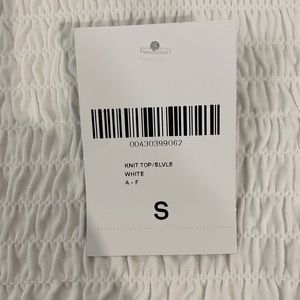 00430399062
KNIT TOP/SLVLS
WHITE
A - F
S